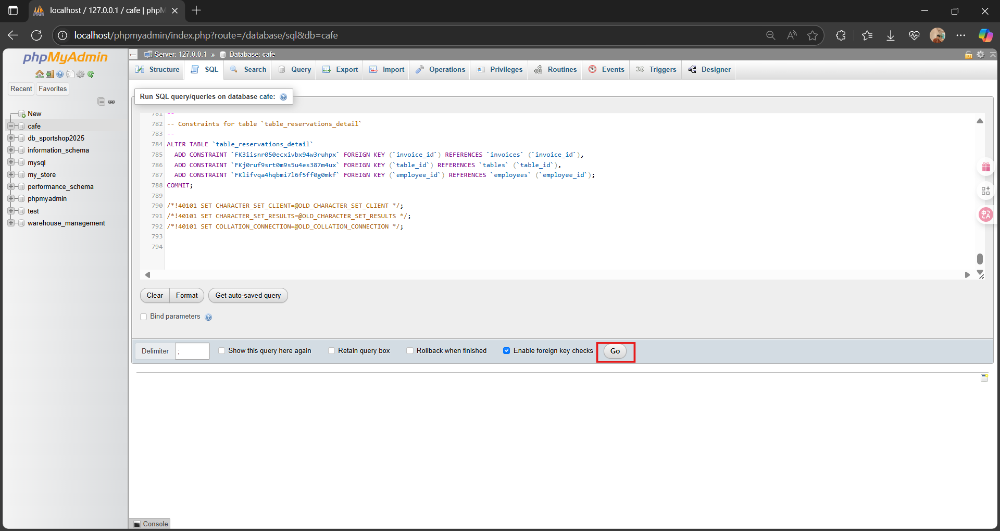 localhost / 127.0.0.1 / cafe | phpM
localhost/phpmyadmin/index.php?route=/database/sql&db=cafe
phpMyAdmin
Recent
Favorites
New
cafe
db_sportshop2025
information_schema
mysql
my_store
performance_schema
phpmyadmin
test
warehouse_management
Server: 127.0.0.1 » Database: cafe
Structure SQL Search Query Export Import Operations Privileges Routines Events Triggers Designer
Run SQL query/queries on database cafe:
781 --
782 -- Constraints for table `table_reservations_detail`
783 --
784 ALTER TABLE `table_reservations_detail`
785 ADD CONSTRAINT `FK3iisnr050ecxivbx94w3ruhpx` FOREIGN KEY (`invoice_id`) REFERENCES `invoices` (`invoice_id`),
786 ADD CONSTRAINT `FKj0ruf9srt0m9s5u4es387m4ux` FOREIGN KEY (`table_id`) REFERENCES `tables` (`table_id`),
787 ADD CONSTRAINT `FKlifvqa4hqbmi7l6f5ff0g0mkf` FOREIGN KEY (`employee_id`) REFERENCES `employees` (`employee_id`);
788 COMMIT;
789
790 /*!40101 SET CHARACTER_SET_CLIENT=@OLD_CHARACTER_SET_CLIENT */;
791 /*!40101 SET CHARACTER_SET_RESULTS=@OLD_CHARACTER_SET_RESULTS */;
792 /*!40101 SET COLLATION_CONNECTION=@OLD_COLLATION_CONNECTION */;
793
794
Clear Format Get auto-saved query
Bind parameters
Delimiter ; Show this query here again Retain query box Rollback when finished Enable foreign key checks Go
Console